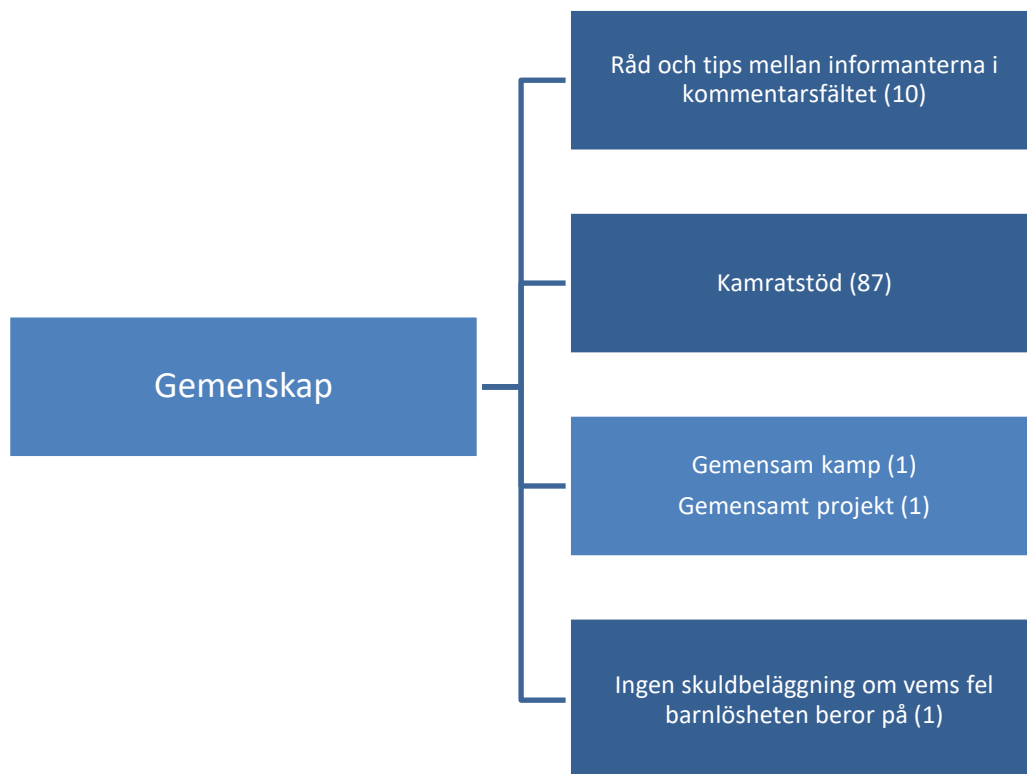 Gemenskap
Råd och tips mellan informanterna i
kommentarsfältet (10)
Kamratstöd (87)
Gemensam kamp (1)
Gemensamt projekt (1)
Ingen skuldbeläggning om vems fel
barnlösheten beror på (1)